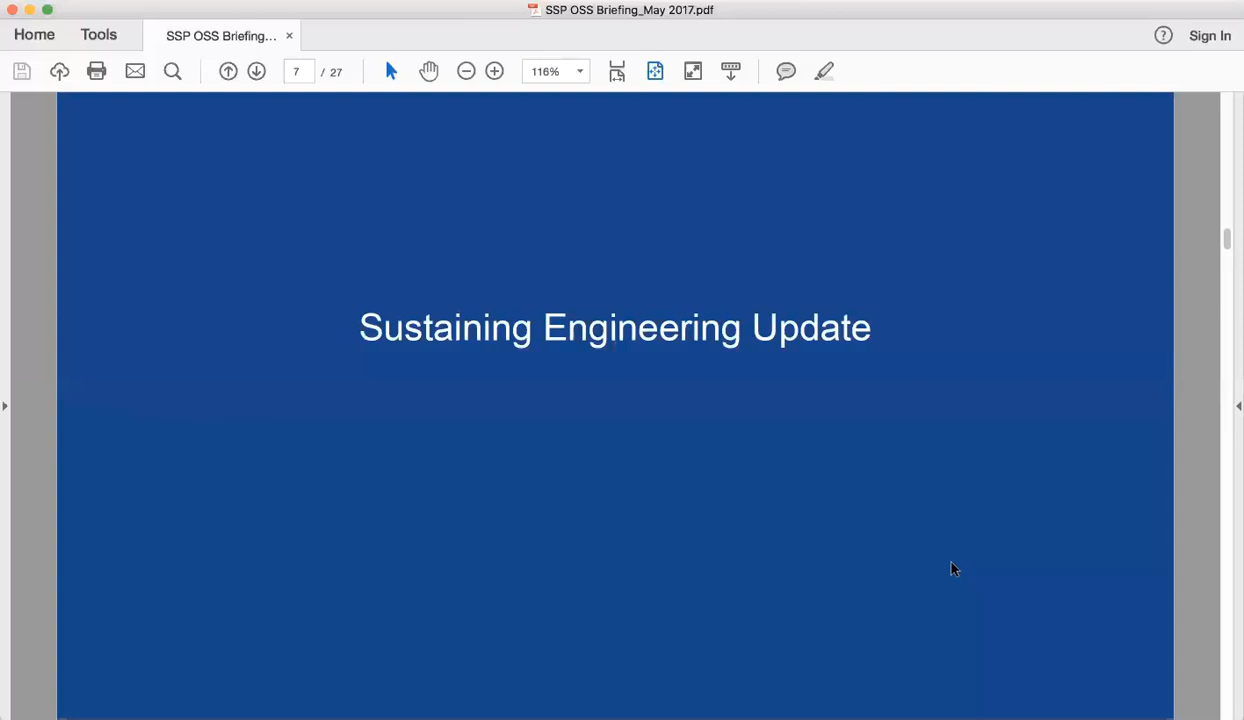 SSP OSS Briefing_May 2017.pdf
Home Tools SSP OSS Briefing... × ? Sign In
7 / 27 116%
Sustaining Engineering Update